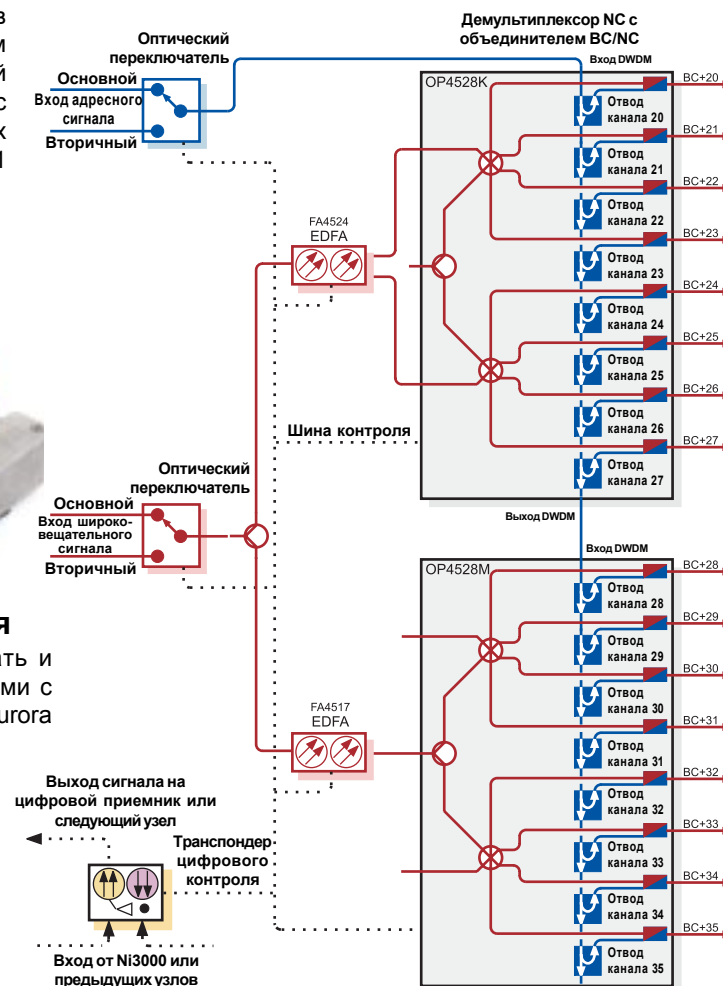 в
м
й
с
х
Демультиплексор NC с
объединителем BC/NC
Вход DWDM
Оптический
переключатель
Основной
Вход адресного
сигнала
Вторичный
OP4528K
BC+20
Отвод
канала 20
BC+21
Отвод
канала 21
BC+22
Отвод
канала 22
BC+23
Отвод
канала 23
BC+24
Отвод
канала 24
BC+25
Отвод
канала 25
BC+26
Отвод
канала 26
BC+27
Отвод
канала 27
FA4524
EDFA
Шина контроля
Оптический
переключатель
Основной
Вход широко-
вещательного
сигнала
Вторичный
Выход DWDM
Вход DWDM
OP4528M
BC+28
Отвод
канала 28
BC+29
Отвод
канала 29
BC+30
Отвод
канала 30
BC+31
Отвод
канала 31
BC+32
Отвод
канала 32
BC+33
Отвод
канала 33
BC+34
Отвод
канала 34
BC+35
Отвод
канала 35
я
ать и
ми с
urora
FA4517
EDFA
Выход сигнала на
цифровой приемник или
следующий узел
Транспондер
цифрового
контроля
Вход от Ni3000 или
предыдущих узлов